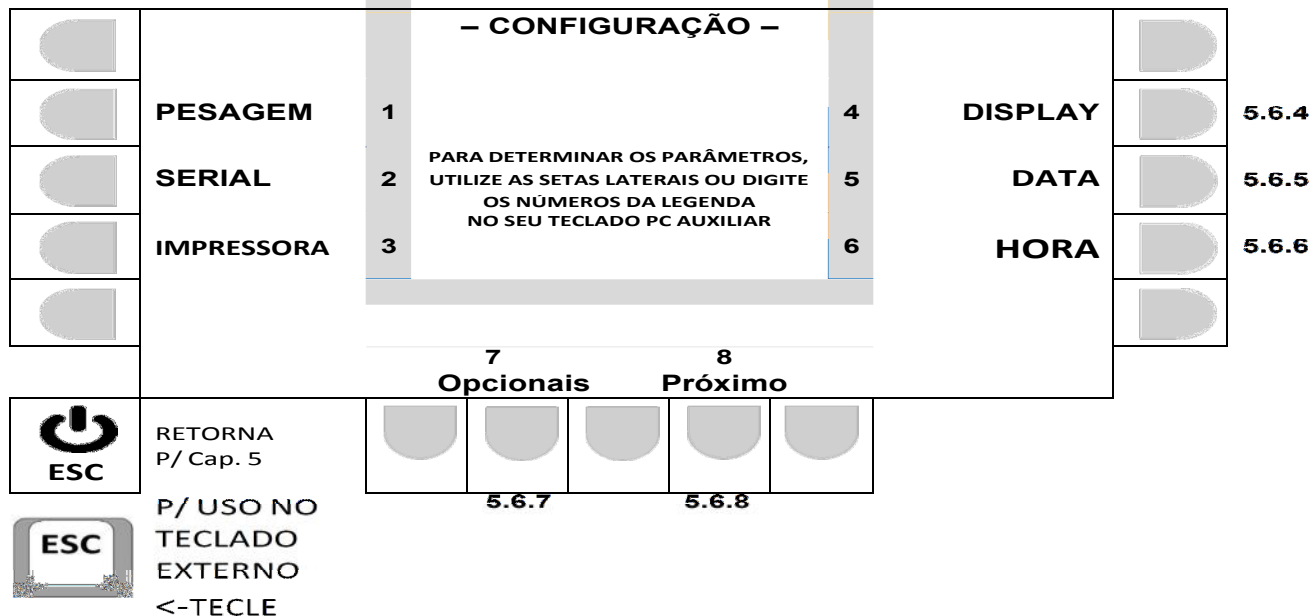 – CONFIGURAÇÃO –
PESAGEM 1
4 DISPLAY 5.6.4
PARA DETERMINAR OS PARÂMETROS,
SERIAL 2 UTILIZE AS SETAS LATERAIS OU DIGITE 5 DATA 5.6.5
OS NÚMEROS DA LEGENDA
NO SEU TECLADO PC AUXILIAR
IMPRESSORA 3
6 HORA 5.6.6
7 8
Opcionais Próximo
ESC
RETORNA
P/ Cap. 5
5.6.7 5.6.8
ESC
P/ USO NO
TECLADO
EXTERNO
<-TECLE